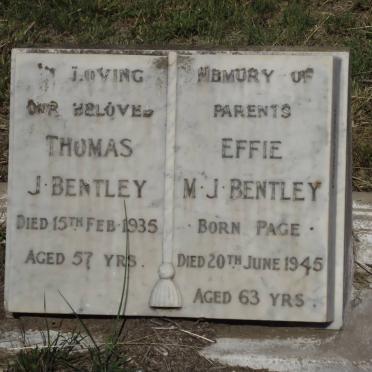 IN LOVING
OUR BELOVED
THOMAS
J. BENTLEY
DIED 15TH FEB. 1935
AGED 57 YRS.
MEMORY OF
PARENTS
EFFIE
M. J. BENTLEY
· BORN PAGE ·
DIED 20TH JUNE 1945
AGED 63 YRS.